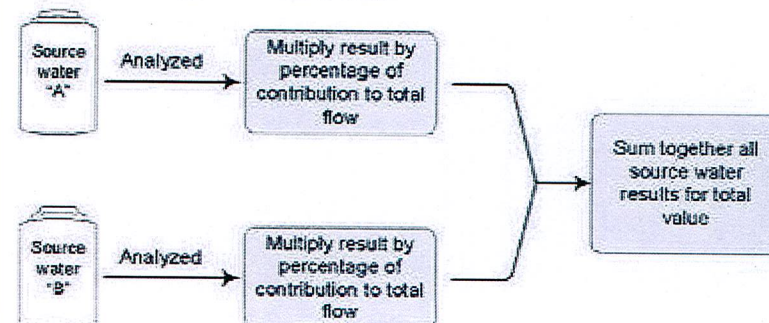 Source
water
"A"
Analyzed
Multiply result by
percentage of
contribution to total
flow
Sum together all
source water
results for total
value
Source
water
"B"
Analyzed
Multiply result by
percentage of
contribution to total
flow